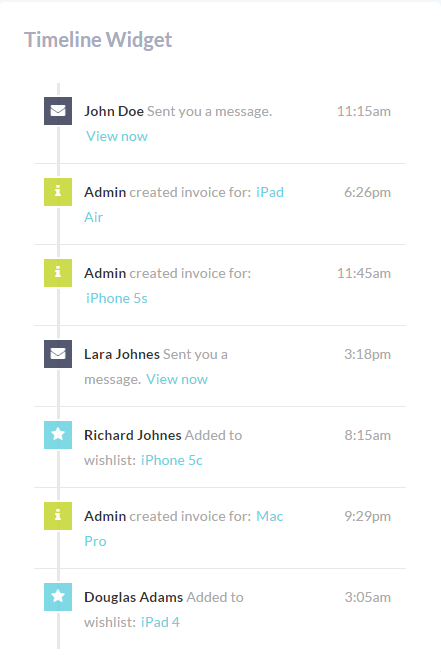 Timeline Widget
John Doe Sent you a message. 11:15am
View now
Admin created invoice for: iPad 6:26pm
Air
Admin created invoice for: 11:45am
iPhone 5s
Lara Johnes Sent you a 3:18pm
message. View now
Richard Johnes Added to 8:15am
wishlist: iPhone 5c
Admin created invoice for: Mac 9:29pm
Pro
Douglas Adams Added to 3:05am
wishlist: iPad 4